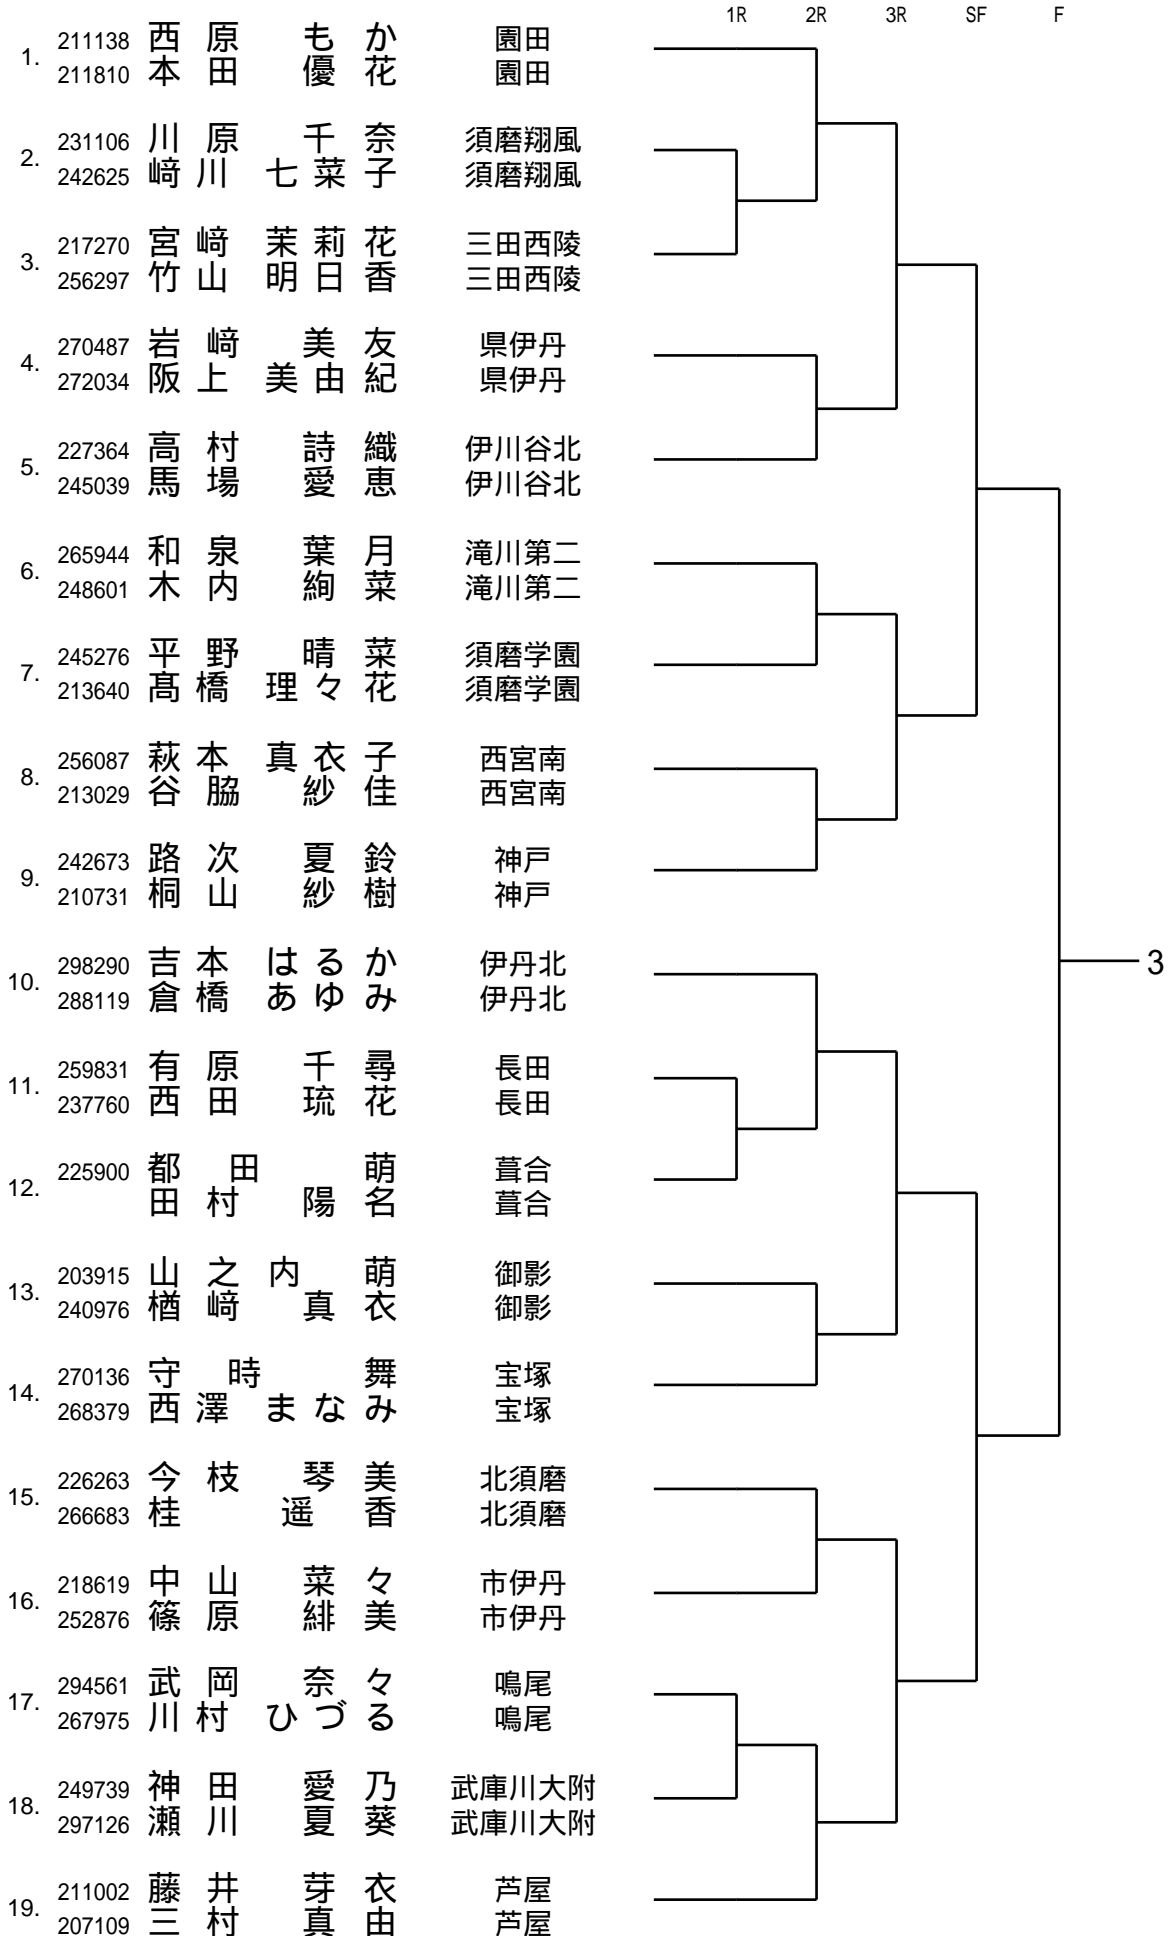 1R 2R 3R SF F
1. 211138 西原 もか 園田
211810 本田 優花 園田
2. 231106 川原 千奈 須磨翔風
242625 﨑川 七菜子 須磨翔風
3. 217270 宮﨑 茉莉花 三田西陵
256297 竹山 明日香 三田西陵
4. 270487 岩﨑 美友 県伊丹
272034 阪上 美由紀 県伊丹
5. 227364 高村 詩織 伊川谷北
245039 馬場 愛恵 伊川谷北
6. 265944 和泉 葉月 滝川第二
248601 木内 絢菜 滝川第二
7. 245276 平野 晴菜 須磨学園
213640 髙橋 理々花 須磨学園
8. 256087 萩本 真衣子 西宮南
213029 谷脇 紗佳 西宮南
9. 242673 路次 夏鈴 神戸
210731 桐山 紗樹 神戸
10. 298290 吉本 はるか 伊丹北
288119 倉橋 あゆみ 伊丹北
3
11. 259831 有原 千尋 長田
237760 西田 琉花 長田
12. 225900 都田 萌 葺合
田村 陽名 葺合
13. 203915 山之内 萌 御影
240976 楢﨑 真衣 御影
14. 270136 守時 舞 宝塚
268379 西澤 まなみ 宝塚
15. 226263 今枝 琴美 北須磨
266683 桂 遥香 北須磨
16. 218619 中山 菜々 市伊丹
252876 篠原 緋美 市伊丹
17. 294561 武岡 奈々 鳴尾
267975 川村 ひづる 鳴尾
18. 249739 神田 愛乃 武庫川大附
297126 瀬川 夏葵 武庫川大附
19. 211002 藤井 芽衣 芦屋
207109 三村 真由 芦屋